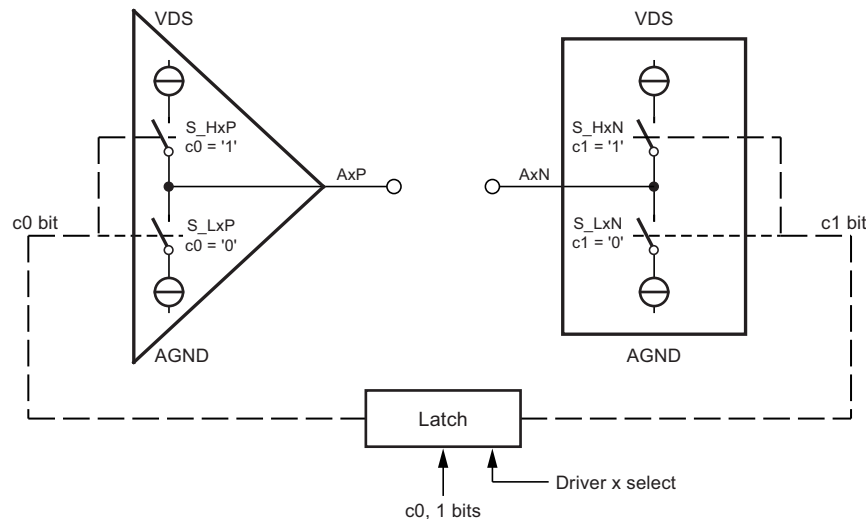 VDS
VDS
S_HxP
c0 = '1'
S_HxN
c1 = '1'
AxP
AxN
c0 bit
S_LxP
c0 = '0'
S_LxN
c1 = '0'
c1 bit
AGND
AGND
Latch
Driver x select
c0, 1 bits